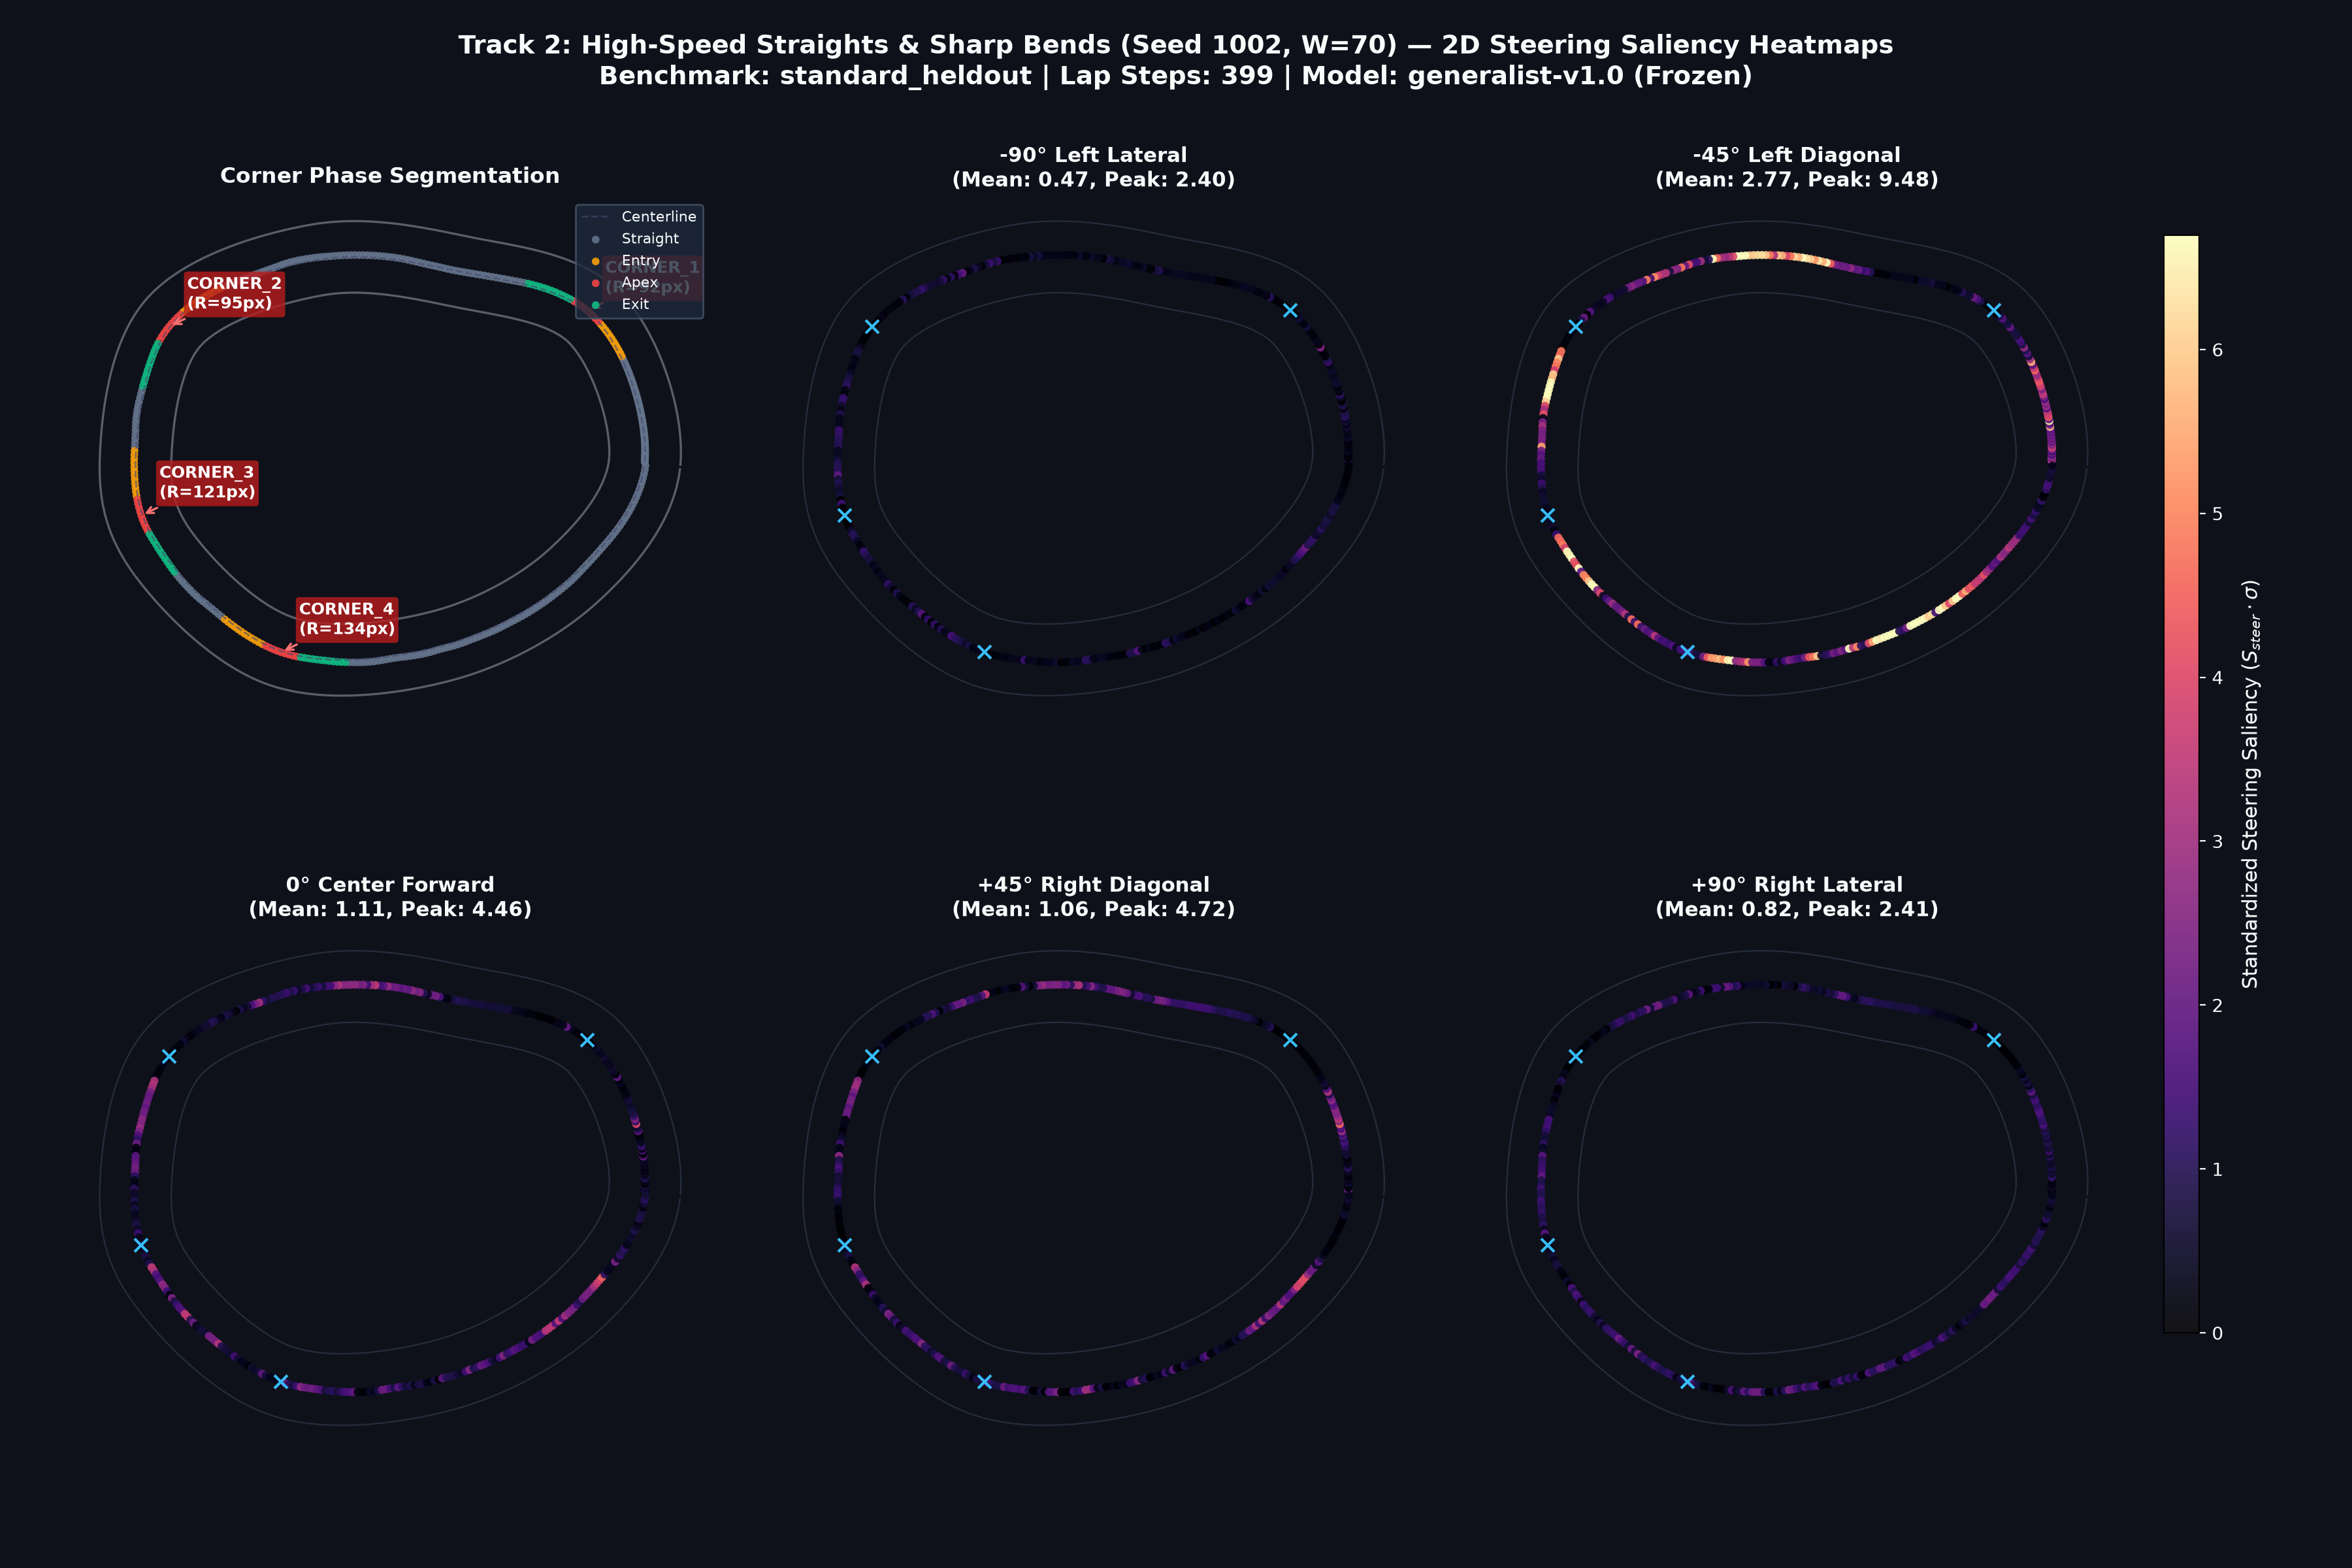 Track 2: High-Speed Straights & Sharp Bends (Seed 1002, W=70) — 2D Steering Saliency Heatmaps
Benchmark: standard_heldout | Lap Steps: 399 | Model: generalist-v1.0 (Frozen)
Corner Phase Segmentation
Centerline
Straight
Entry
Apex
Exit
CORNER_1
CORNER_2
(R=95px)
CORNER_3
(R=121px)
CORNER_4
(R=134px)
-90° Left Lateral
(Mean: 0.47, Peak: 2.40)
-45° Left Diagonal
(Mean: 2.77, Peak: 9.48)
0° Center Forward
(Mean: 1.11, Peak: 4.46)
+45° Right Diagonal
(Mean: 1.06, Peak: 4.72)
+90° Right Lateral
(Mean: 0.82, Peak: 2.41)
6
5
4
3
2
1
0
Standardized Steering Saliency (S_steer · σ)